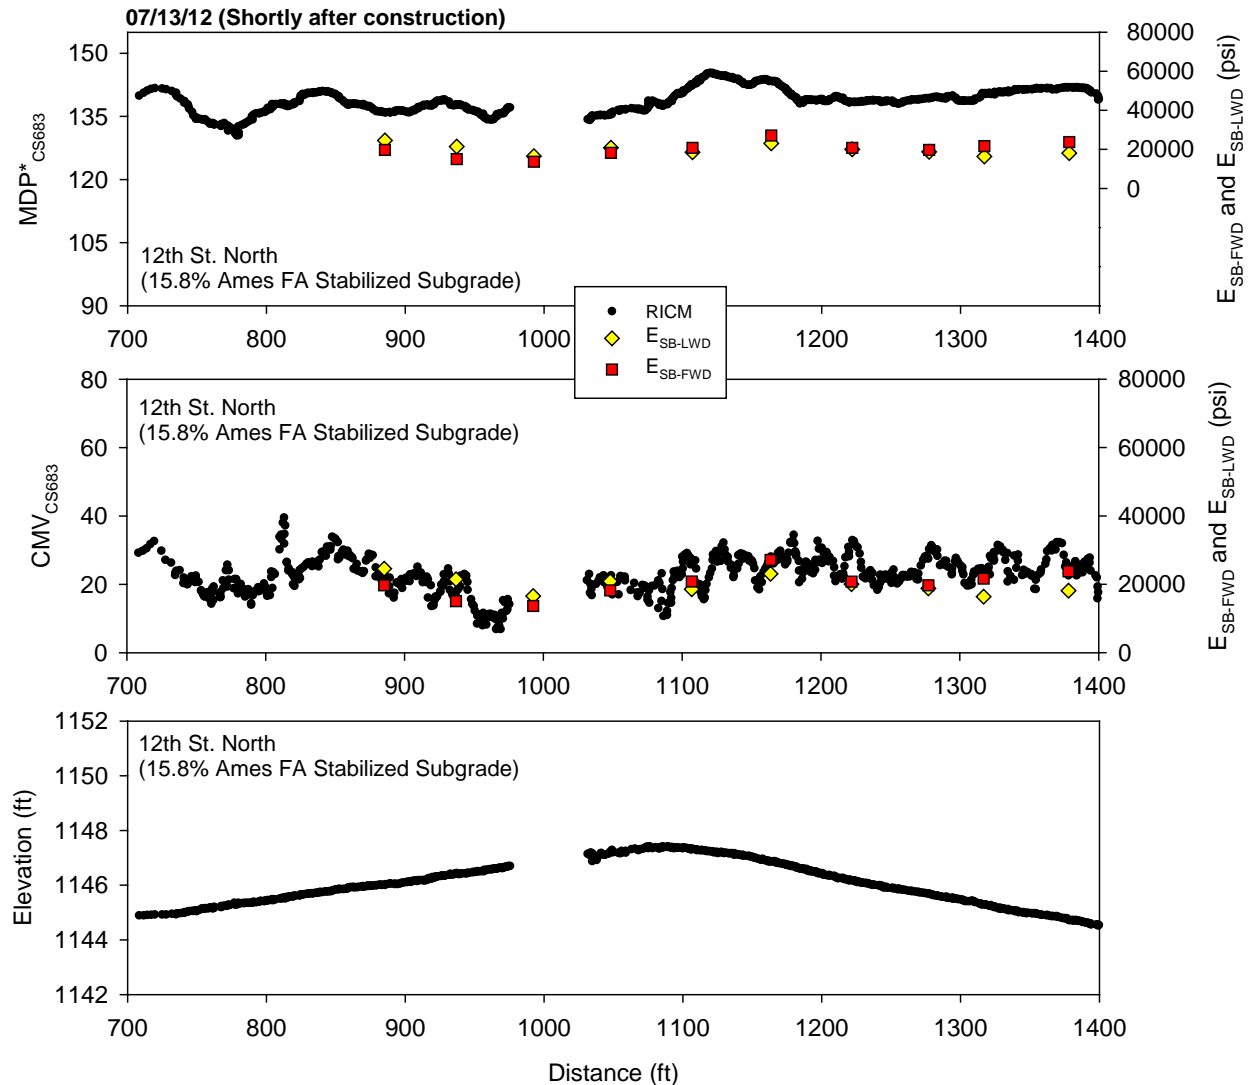 07/13/12 (Shortly after construction)
150
135
120
105
90
MDP*CS683
80000
60000
40000
20000
0
ESB-FWD and ESB-LWD (psi)
12th St. North
(15.8% Ames FA Stabilized Subgrade)
700 800 900 1000 1200 1300 1400
RICM
ESB-LWD
ESB-FWD
80
60
40
20
0
CMVCS683
80000
60000
40000
20000
0
ESB-FWD and ESB-LWD (psi)
12th St. North
(15.8% Ames FA Stabilized Subgrade)
700 800 900 1000 1100 1200 1300 1400
1152
1150
1148
1146
1144
1142
Elevation (ft)
12th St. North
(15.8% Ames FA Stabilized Subgrade)
700 800 900 1000 1100 1200 1300 1400
Distance (ft)